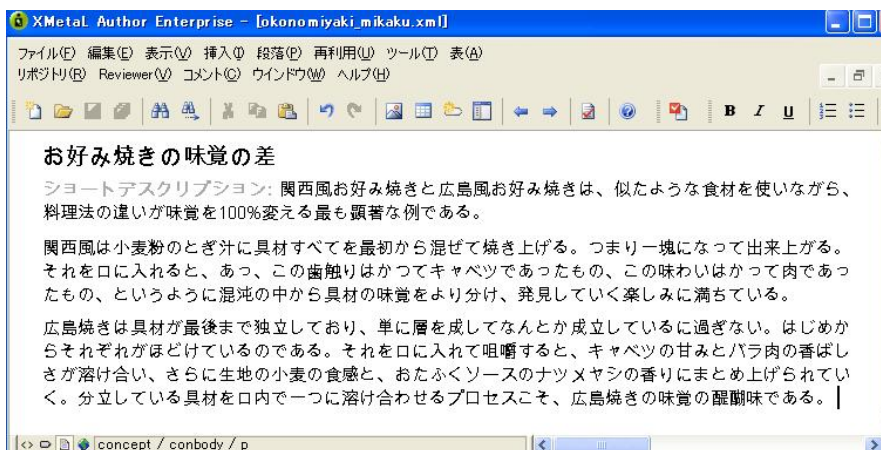 XMetaL Author Enterprise - [okonomiyaki_mikaku.xml]
ファイル(F) 編集(E) 表示(V) 挿入(I) 段落(P) 再利用(U) ツール(T) 表(A)
リポジトリ(R) Reviewer(V) コメント(C) ウインドウ(W) ヘルプ(H)
B I U
お好み焼きの味覚の差
ショートデスクリプション: 関西風お好み焼きと広島風お好み焼きは、似たような食材を使いながら、
料理法の違いが味覚を100%変える最も顕著な例である。
関西風は小麦粉のとぎ汁に具材すべてを最初から混ぜて焼き上げる。つまり一塊になって出来上がる。
それを口に入れると、あっ、この歯触りはかつてキャベツであったもの、この味わいはかって肉であっ
たもの、というように混沌の中から具材の味覚をより分け、発見していく楽しみに満ちている。
広島焼きは具材が最後まで独立しており、単に層を成してなんとか成立しているに過ぎない。はじめか
らそれぞれがほどけているのである。それを口に入れて咀嚼すると、キャベツの甘みとバラ肉の香ばし
さが溶け合い、さらに生地の小麦の食感と、おたふくソースのナツメヤシの香りにまとめ上げられてい
く。分立している具材を口内で一つに溶け合わせるプロセスこそ、広島焼きの味覚の醍醐味である。
concept / conbody / p